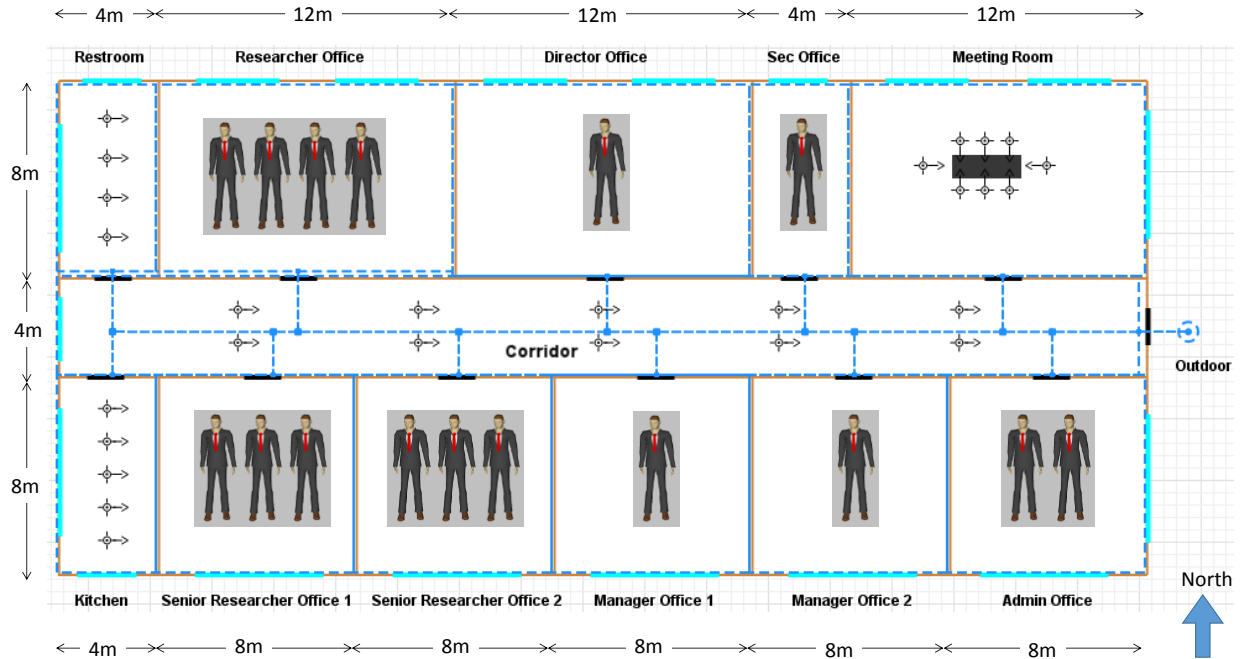 4m 12m 12m 4m 12m
Restroom Researcher Office Director Office Sec Office Meeting Room
8m
4m
Corridor
Outdoor
8m
North
Kitchen Senior Researcher Office 1 Senior Researcher Office 2 Manager Office 1 Manager Office 2 Admin Office
4m 8m 8m 8m 8m 8m